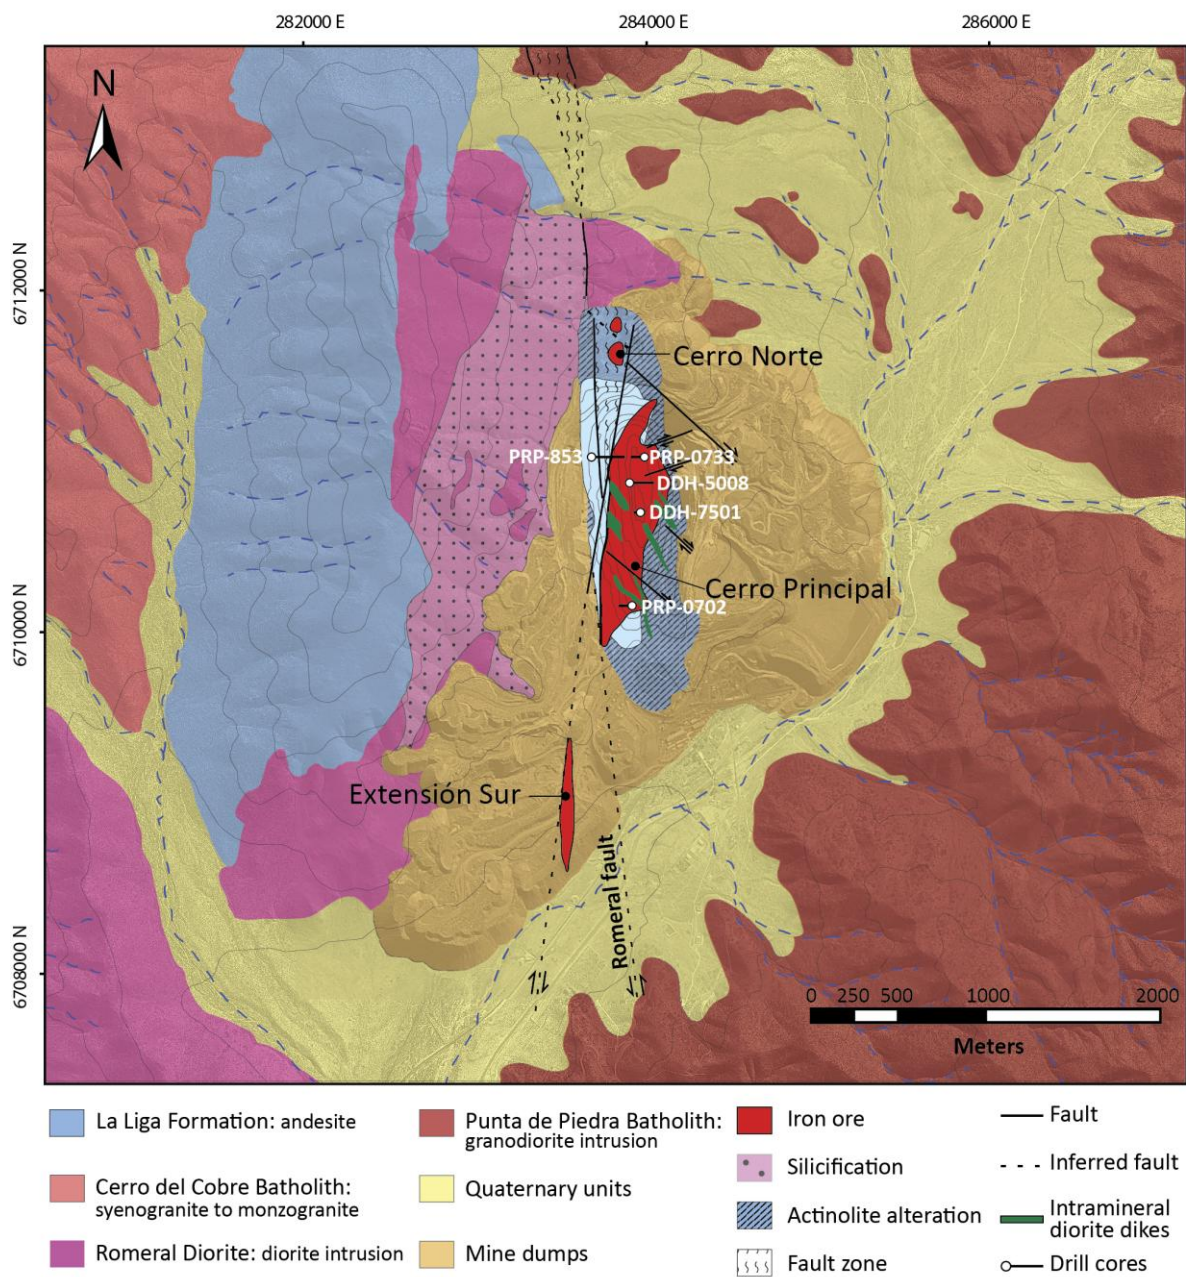 282000 E
284000 E
286000 E
N
6712000 N
6710000 N
6708000 N
Cerro Norte
PRP-853
PRP-0733
DDH-5008
DDH-7501
Cerro Principal
PRP-0702
Extensión Sur
Romeral fault
0 250 500 1000 2000
Meters
La Liga Formation: andesite
Cerro del Cobre Batholith:
syenogranite to monzogranite
Romeral Diorite: diorite intrusion
Punta de Piedra Batholith:
granodiorite intrusion
Quaternary units
Mine dumps
Iron ore
Silicification
Actinolite alteration
Fault zone
Fault
Inferred fault
Intramineral
diorite dikes
Drill cores